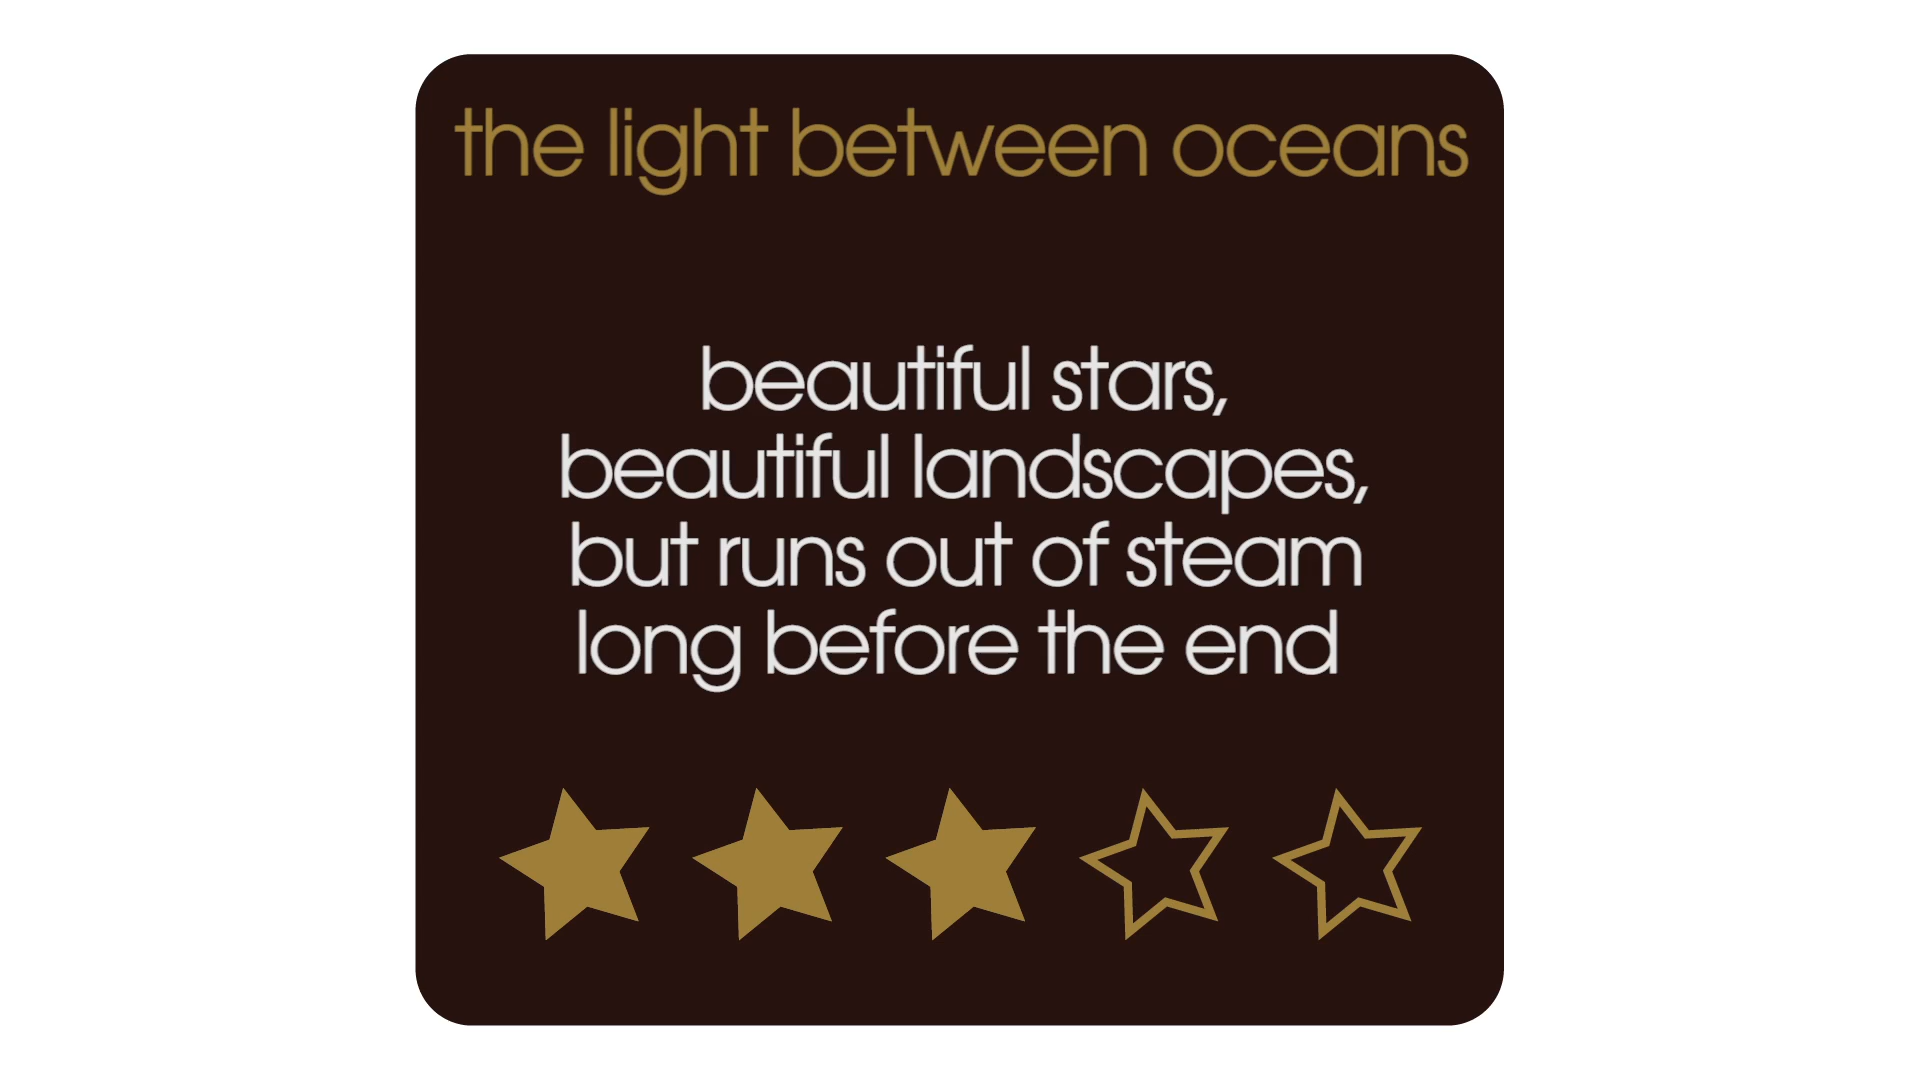 the light between oceans
beautiful stars,
beautiful landscapes,
but runs out of steam
long before the end